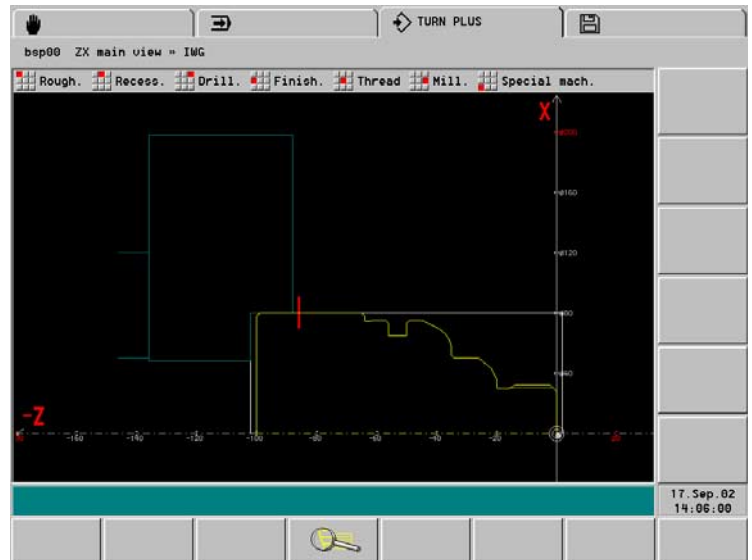 TURN PLUS
bsp00 ZX main view » IWG
Rough. Recess. Drill. Finish. Thread Mill. Special mach.
X
ø200
ø160
ø120
ø80
ø40
-Z
-160 -140 -120 -100 -80 -60 -40 -20 20
17.Sep.02
14:06:00